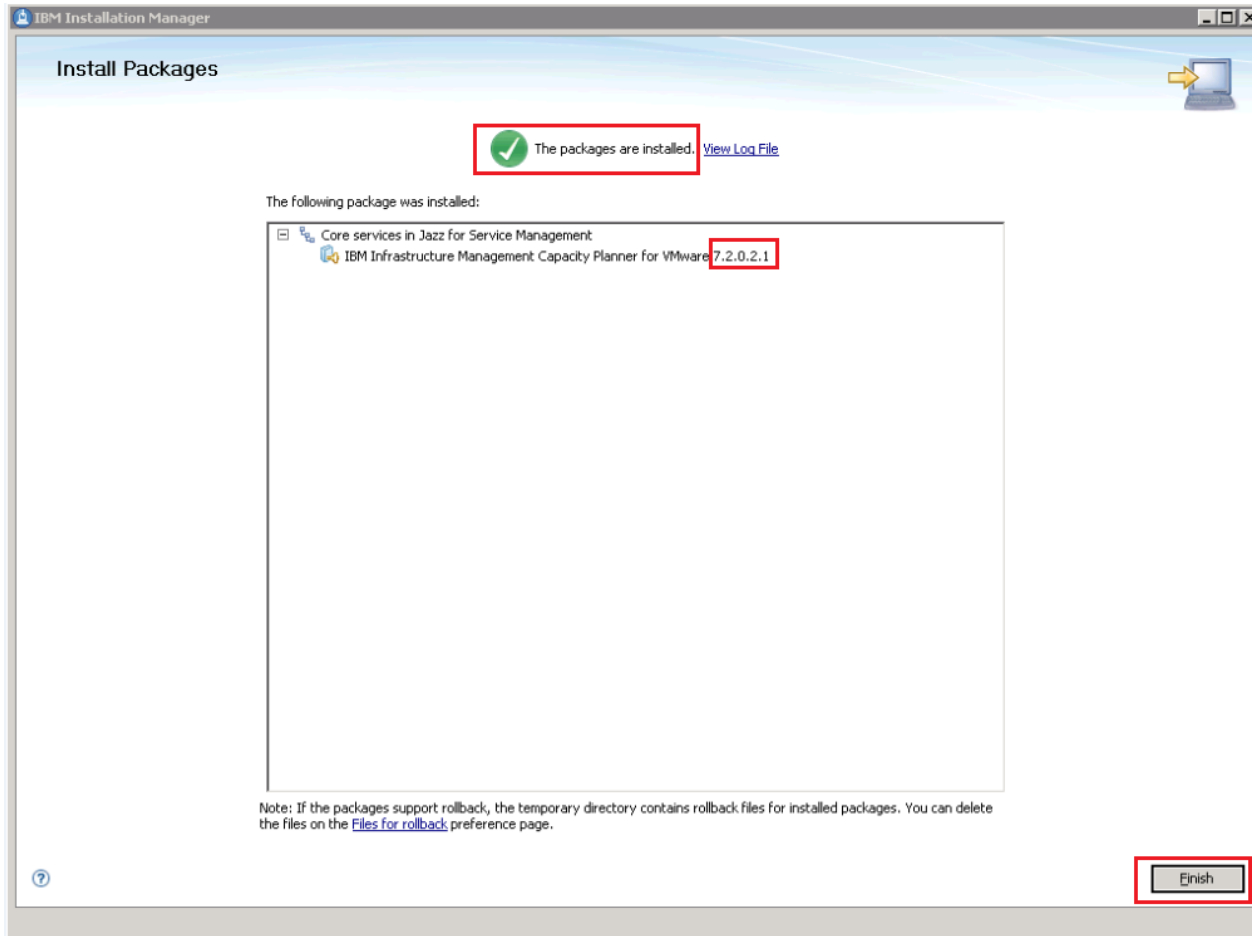 IBM Installation Manager
Install Packages
The packages are installed. View Log File
The following package was installed:
Core services in Jazz for Service Management
IBM Infrastructure Management Capacity Planner for VMware 7.2.0.2.1
Note: If the packages support rollback, the temporary directory contains rollback files for installed packages. You can delete
the files on the Files for rollback preference page.
?
Finish